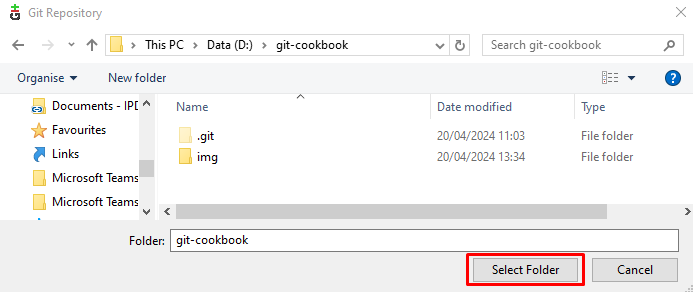 Git Repository
This PC > Data (D:) > git-cookbook
Search git-cookbook
Organise
New folder
?
Documents - IPD
Favourites
Links
Microsoft Teams
Microsoft Teams
Name Date modified Type
.git 20/04/2024 11:03 File folder
img 20/04/2024 13:34 File folder
Folder: git-cookbook
Select Folder Cancel